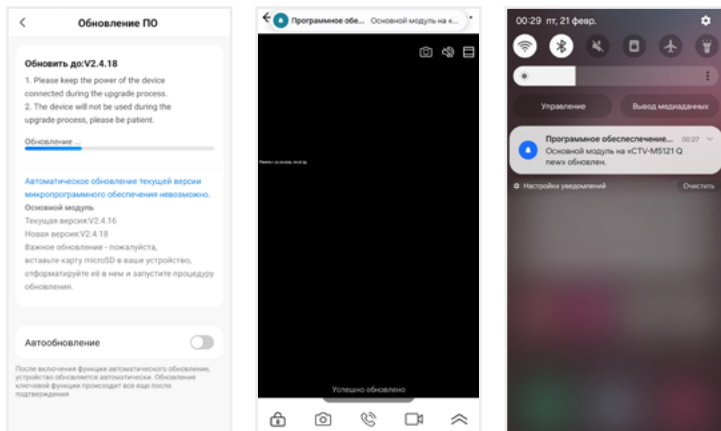 Обновление ПО
Обновить до:V2.4.18
1. Please keep the power of the device
connected during the upgrade process.
2. The device will not be used during the
upgrade process, please be patient.
Обновление ...
Автоматическое обновление текущей версии
микропрограммного обеспечения невозможно.
Основной модуль
Текущая версия:V2.4.16
Новая версия:V2.4.18
Важное обновление - пожалуйста,
вставьте карту microSD в ваше устройство,
отформатируйте её в нем и запустите процедуру
обновления.
Автообновление
После включения функции автоматического обновление,
устройство обновляется автоматически. Обновление
ключевой функции происходит все еще после
подтверждения
Программное обе... Основной модуль на «...
Успешно обновлено
00:29 пт, 21 февр.
Управление
Вывод медиаданных
Программное обеспеспечение... 00:27
Основной модуль на «CTV-M5121 Q
new» обновлен.
Настройки уведомлений
Очистить